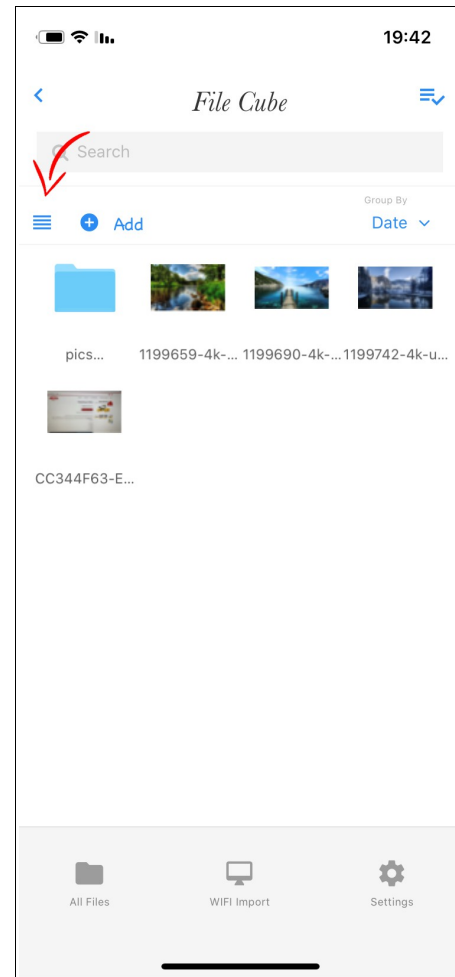 19:42
File Cube
Search
Group By
Add
Date
pics...
1199659-4k-...
1199690-4k-...
1199742-4k-u...
CC344F63-E...
All Files
WIFI Import
Settings